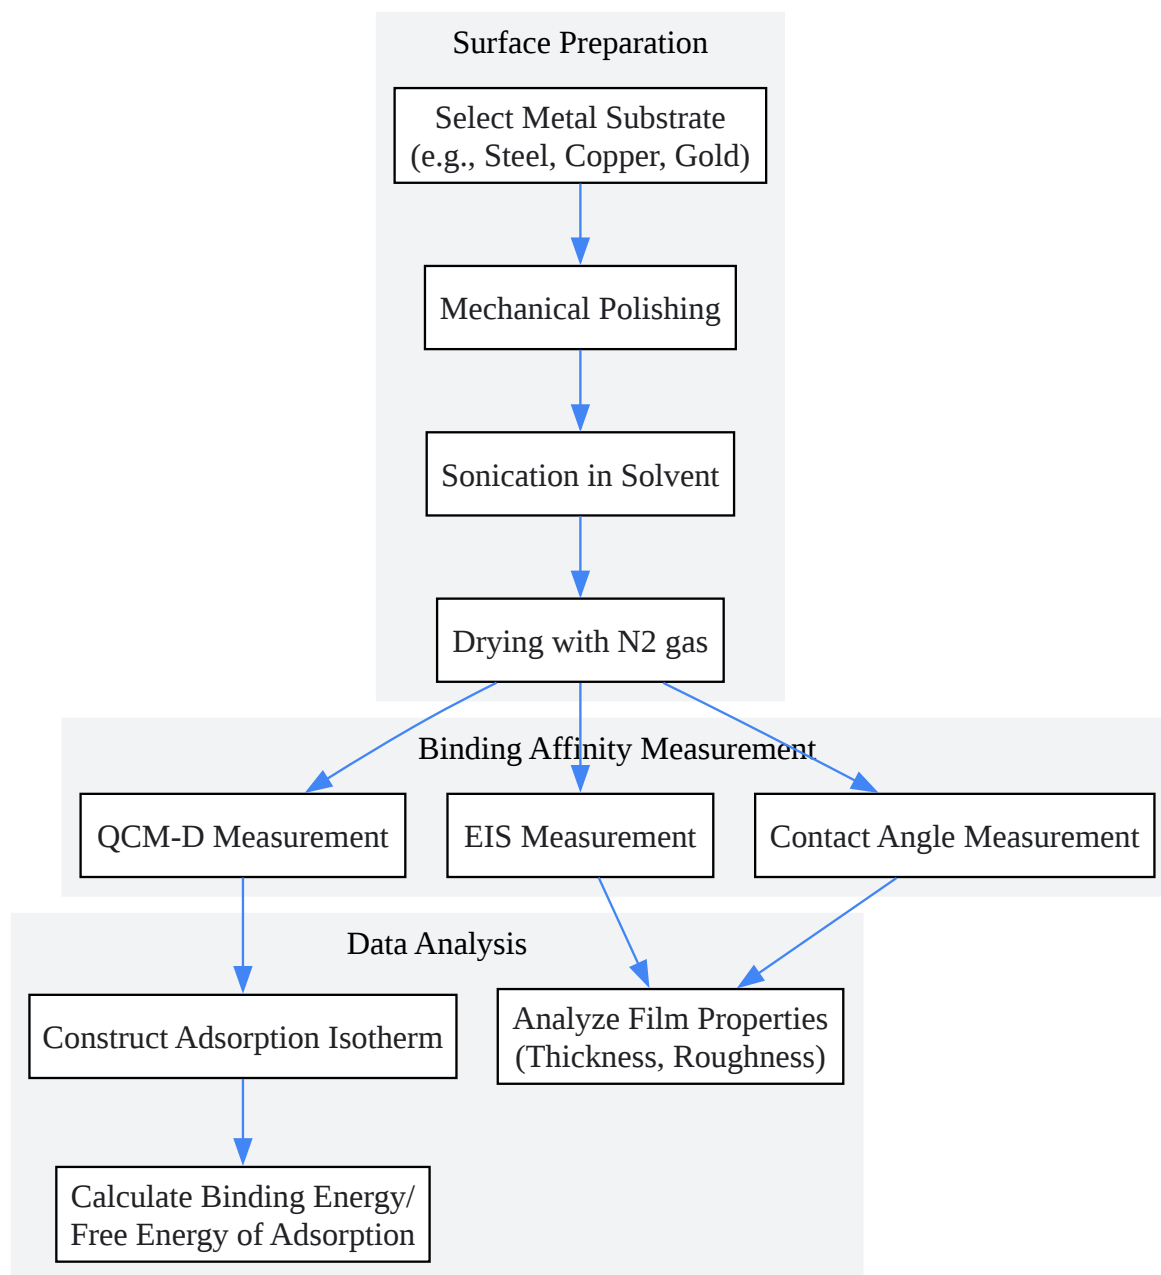 Surface Preparation
Select Metal Substrate
(e.g., Steel, Copper, Gold)
Mechanical Polishing
Sonication in Solvent
Drying with N2 gas
Binding Affinity Measurement
QCM-D Measurement
EIS Measurement
Contact Angle Measurement
Data Analysis
Construct Adsorption Isotherm
Analyze Film Properties
(Thickness, Roughness)
Calculate Binding Energy/
Free Energy of Adsorption